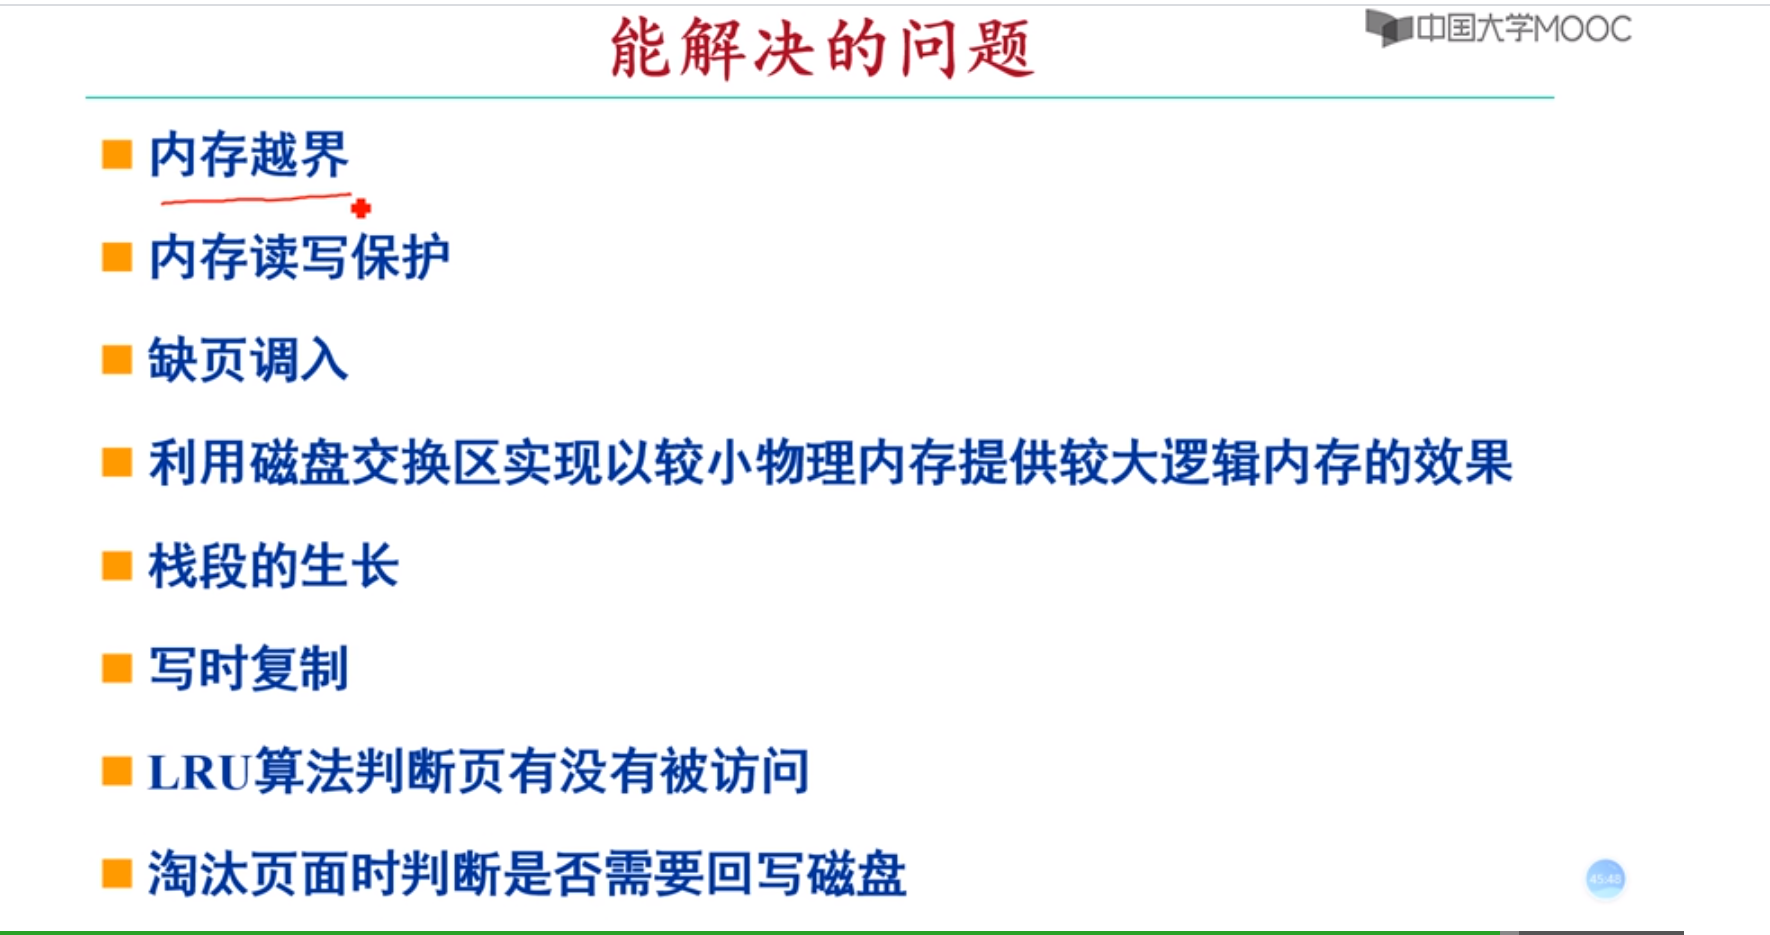 能解决的问题
中国大学MOOC
内存越界
内存读写保护
缺页调入
利用磁盘交换区实现以较小物理内存提供较大逻辑内存的效果
栈段的生长
写时复制
LRU算法判断页有没有被访问
淘汰页面时判断是否需要回写磁盘
45:48